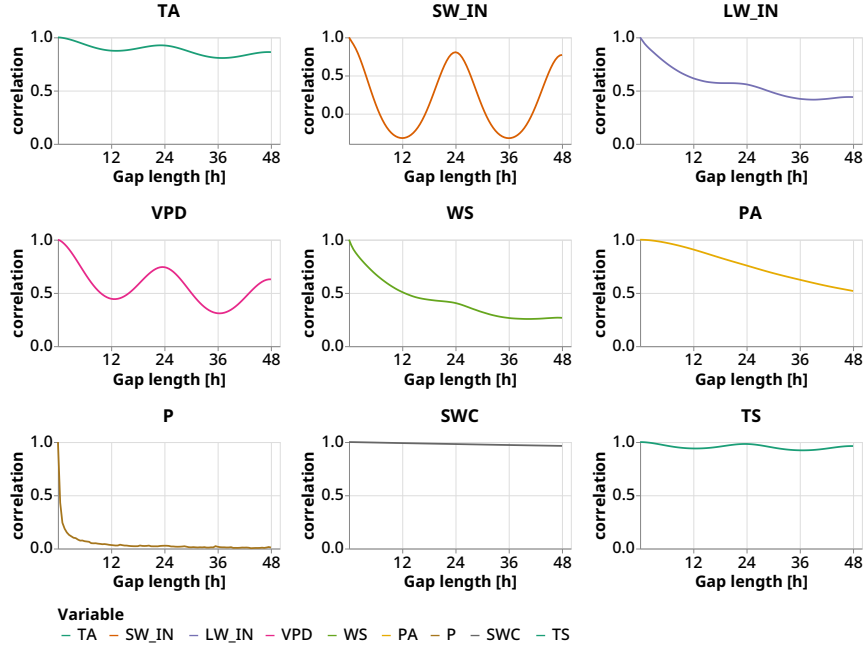 TA SW_IN LW_IN
1.0 1.0 1.0
correlation correlation correlation
0.5 0.5 0.5
0.0
0.0 0.0
12 24 36 48 12 24 36 48 12 24 36 48
Gap length [h] Gap length [h] Gap length [h]
VPD WS PA
1.0 1.0 1.0
correlation correlation correlation
0.5 0.5 0.5
0.0 0.0 0.0
12 24 36 48 12 24 36 48 12 24 36 48
Gap length [h] Gap length [h] Gap length [h]
P SWC TS
1.0 1.0 1.0
correlation correlation correlation
0.5 0.5 0.5
0.0 0.0 0.0
12 24 36 48 12 24 36 48 12 24 36 48
Gap length [h] Gap length [h] Gap length [h]
Variable
TA SW_IN LW_IN VPD WS PA P SWC TS